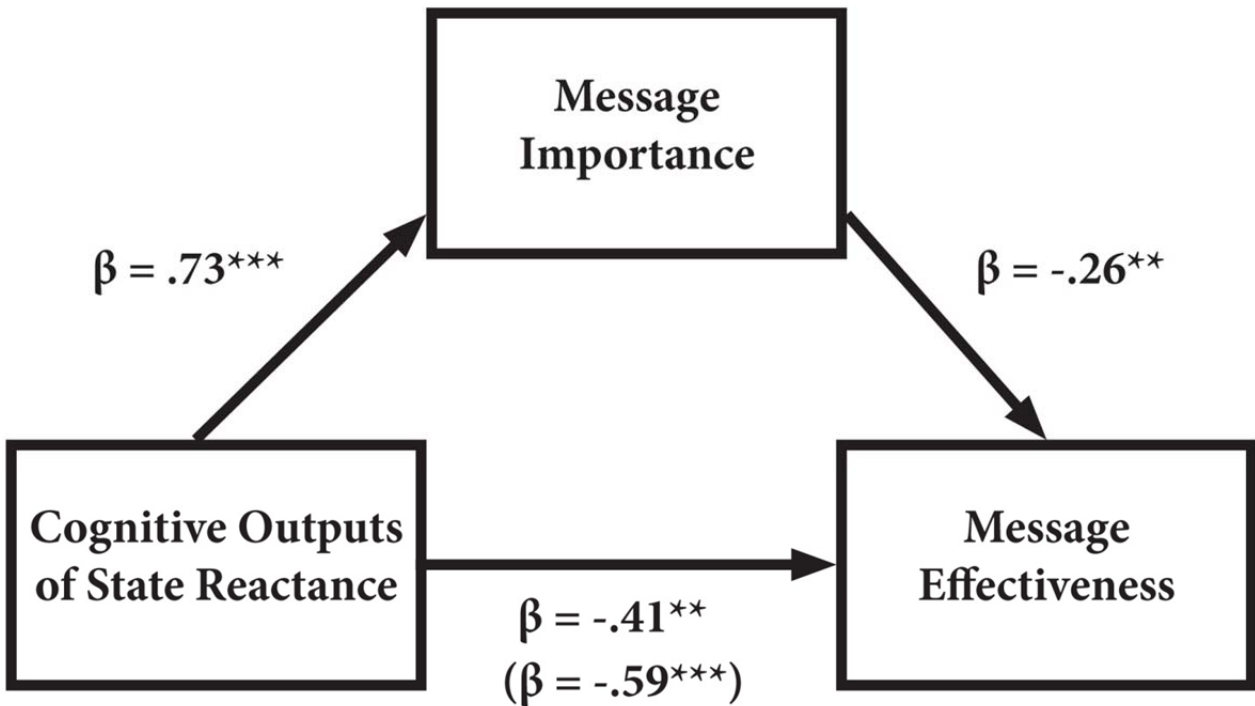 Message
Importance
β = .73***
β = -.26**
Cognitive Outputs
of State Reactance
Message
Effectiveness
β = -.41**
(β = -.59***)